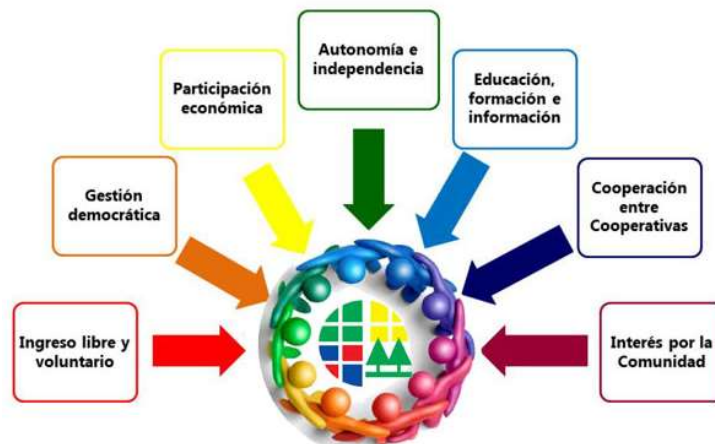 Autonomía e
independencia
Participación
económica
Educación,
formación e
información
Gestión
democrática
Cooperación
entre
Cooperativas
Ingreso libre y
voluntario
Interés por la
Comunidad